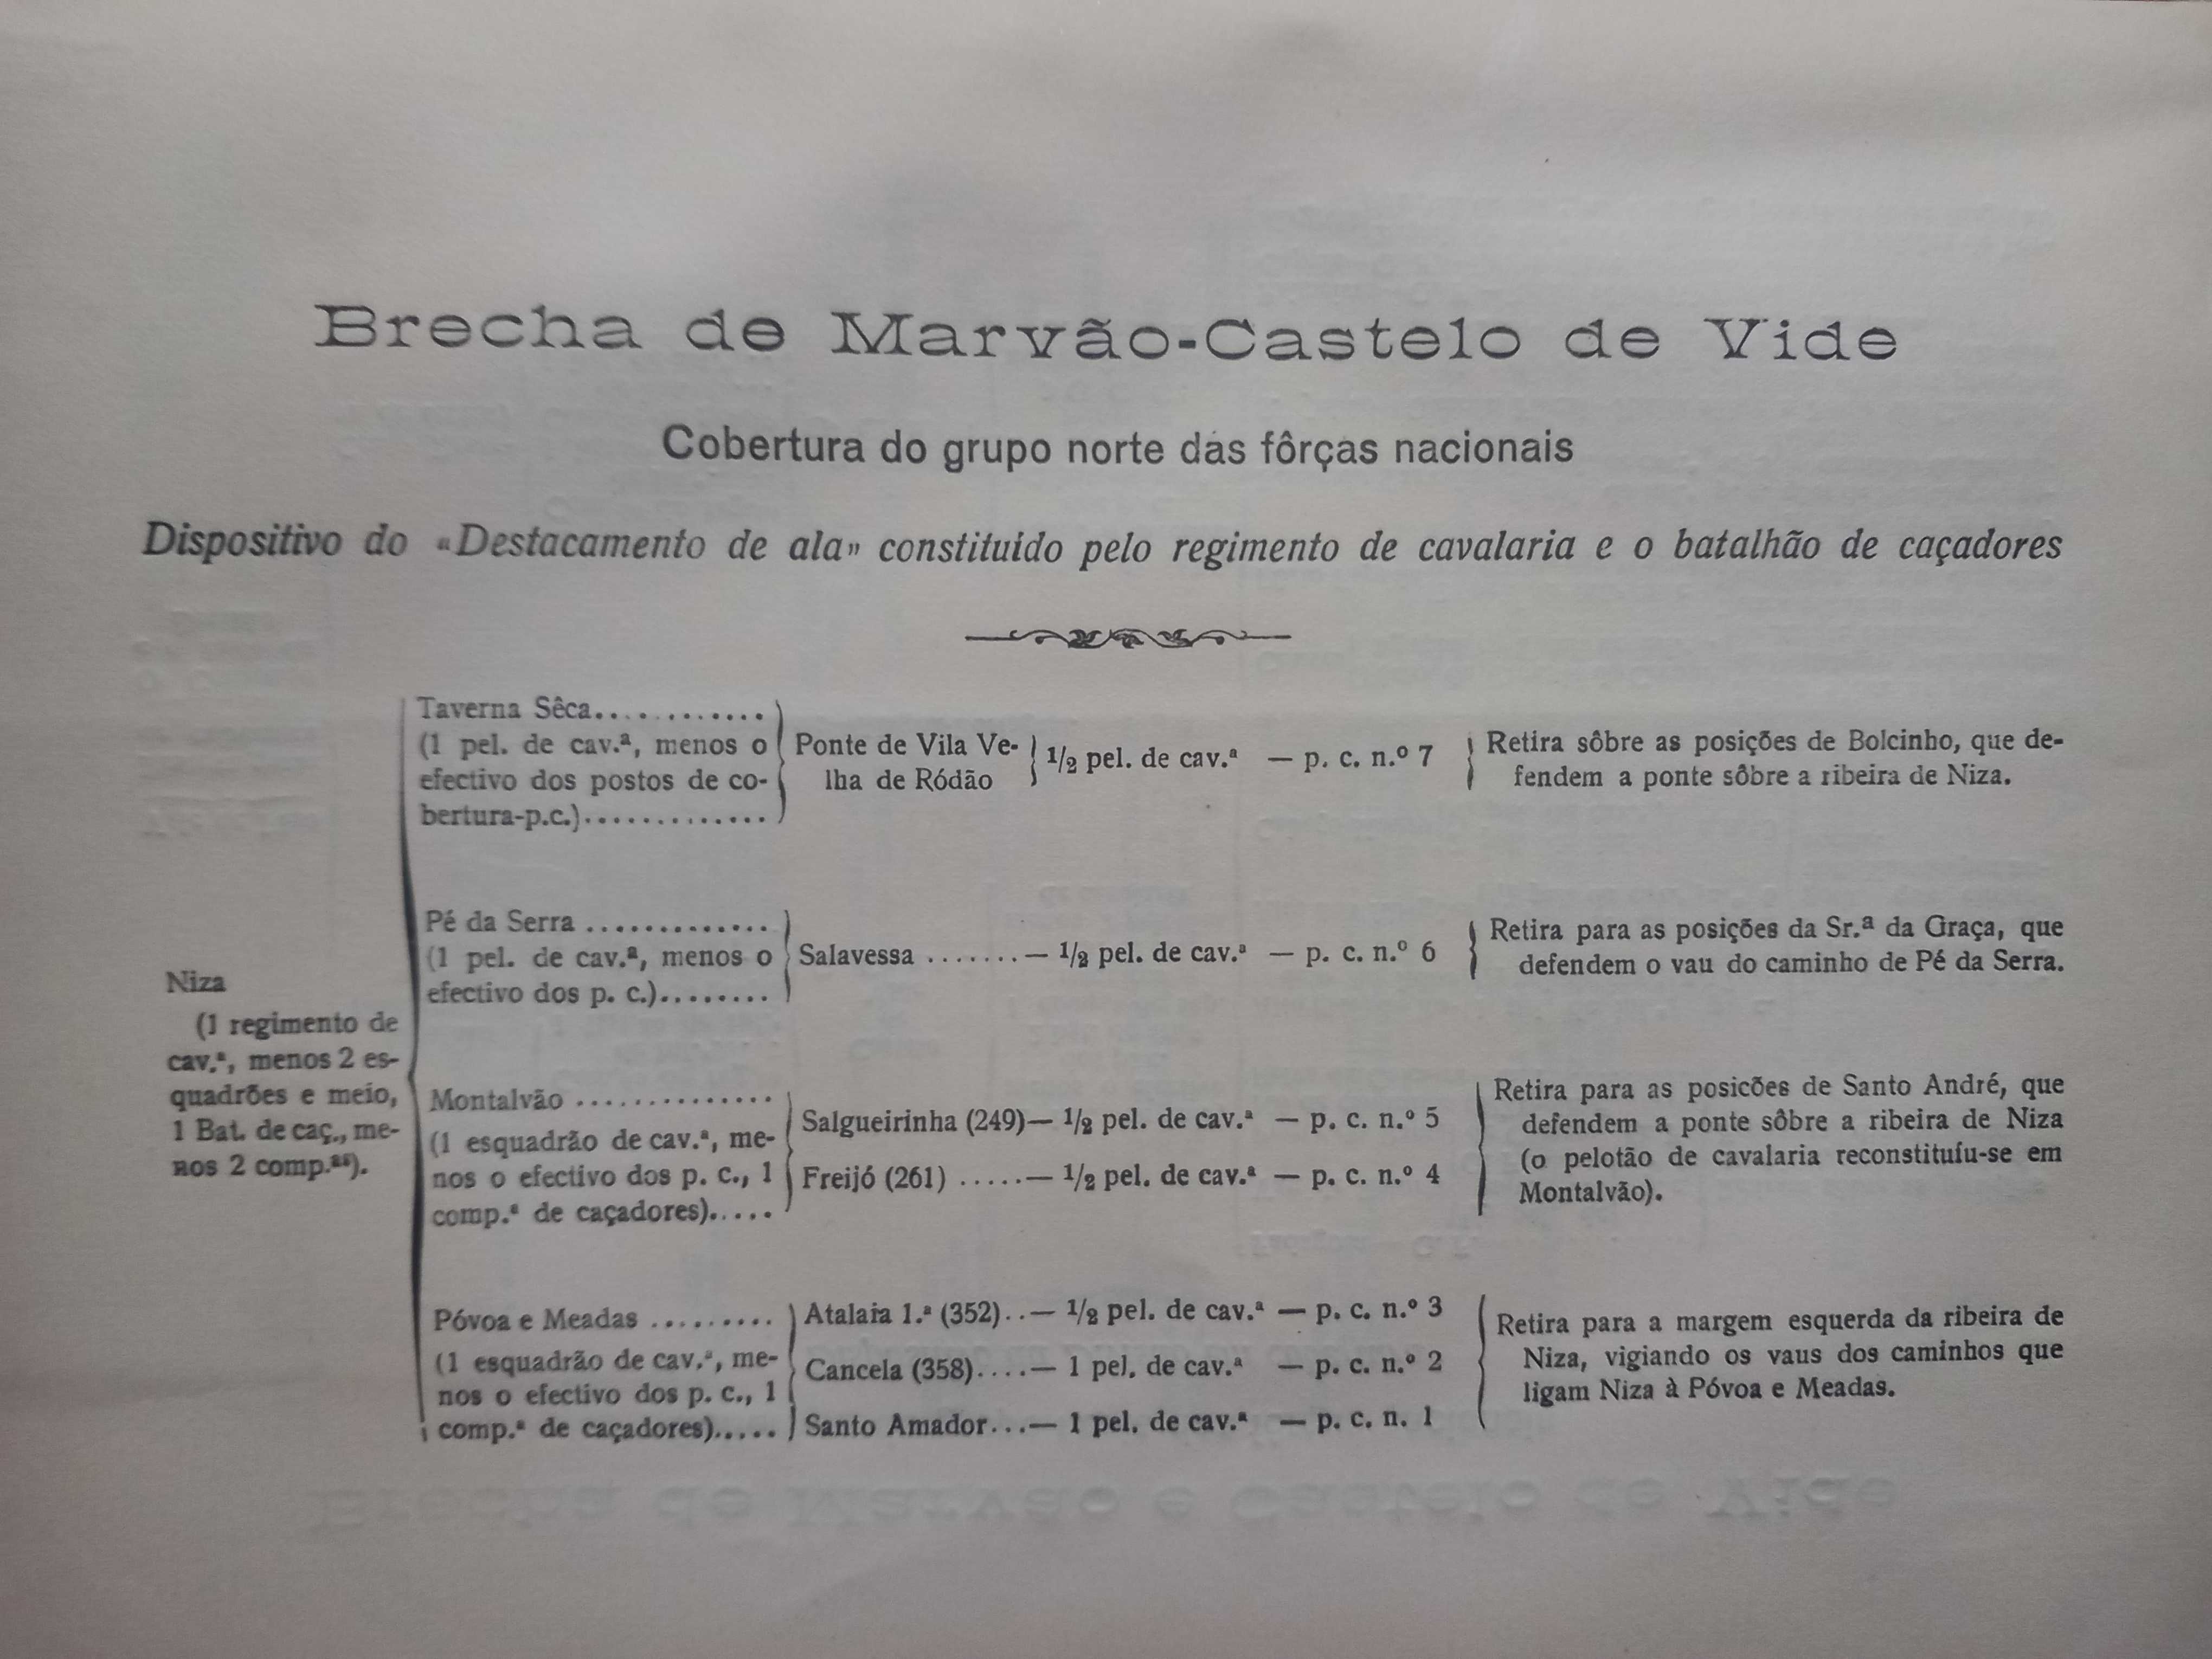 Brecha de Marvão-Castelo de Vide
Cobertura do grupo norte das fôrças nacionais
Dispositivo do «Destacamento de ala» constituído pelo regimento de cavalaria e o batalhão de caçadores
Niza
(1 regimento de
cav.ª, menos 2 es-
quadrões e meio,
1 Bat. de caç., me-
nos 2 comp.ªˢ).
Taverna Sêca............
(1 pel. de cav.ª, menos o
efectivo dos postos de co-
bertura-p.c.).............
Ponte de Vila Ve-
lha de Ródão
1/2 pel. de cav.ª — p. c. n.º 7
Retira sôbre as posições de Bolcinho, que de-
fendem a ponte sôbre a ribeira de Niza.
Pé da Serra .............
(1 pel. de cav.ª, menos o
efectivo dos p. c.)........
Salavessa .......— 1/2 pel. de cav.ª — p. c. n.º 6
Retira para as posições da Sr.ª da Graça, que
defendem o vau do caminho de Pé da Serra.
Montalvão ..............
(1 esquadrão de cav.ª, me-
nos o efectivo dos p. c., 1
comp.ª de caçadores).....
Salgueirinha (249)— 1/2 pel. de cav.ª — p. c. n.º 5
Freijó (261) .....— 1/2 pel. de cav.ª — p. c. n.º 4
Retira para as posicões de Santo André, que
defendem a ponte sôbre a ribeira de Niza
(o pelotão de cavalaria reconstituíu-se em
Montalvão).
Póvoa e Meadas .........
(1 esquadrão de cav.ª, me-
nos o efectivo dos p. c., 1
comp.ª de caçadores).....
Atalaia 1.ª (352)..— 1/2 pel. de cav.ª — p. c. n.º 3
Cancela (358)....— 1 pel. de cav.ª — p. c. n.º 2
Santo Amador...— 1 pel. de cav.ª — p. c. n. 1
Retira para a margem esquerda da ribeira de
Niza, vigiando os vaus dos caminhos que
ligam Niza à Póvoa e Meadas.